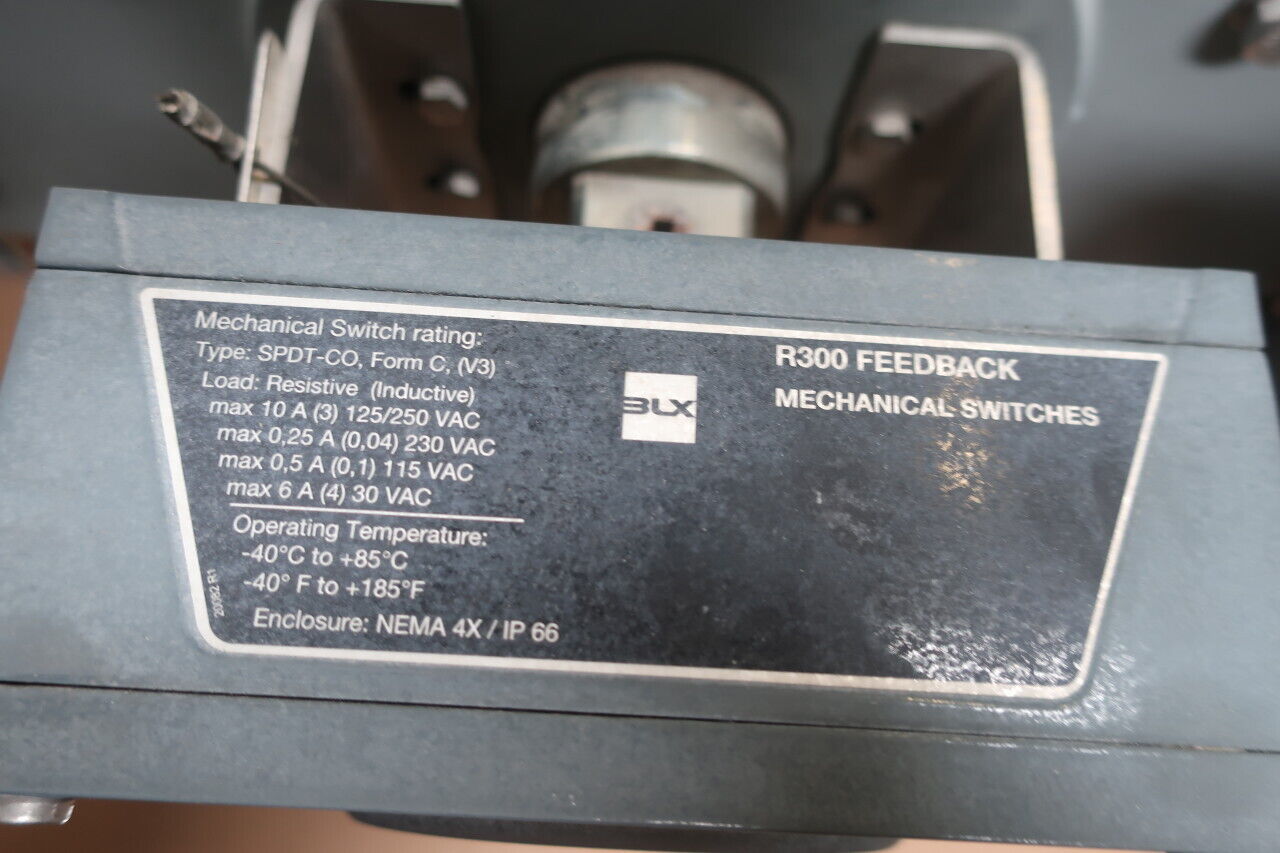 Mechanical Switch rating:
Type: SPDT-CO, Form C, (V3)
Load: Resistive (Inductive)
max 10 A (3) 125/250 VAC
max 0,25 A (0,04) 230 VAC
max 0,5 A (0,1) 115 VAC
max 6 A (4) 30 VAC
Operating Temperature:
-40°C to +85°C
-40° F to +185°F
Enclosure: NEMA 4X / IP 66
20092 R1
BLX
R300 FEEDBACK
MECHANICAL SWITCHES